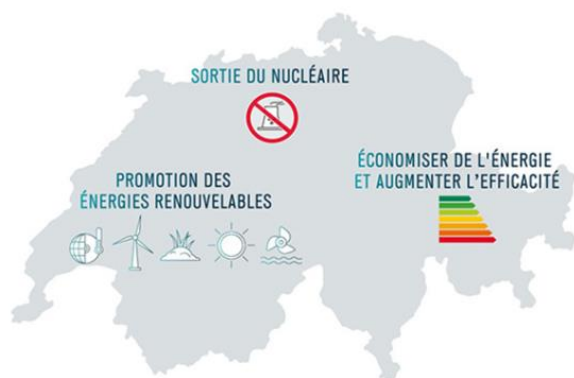 SORTIE DU NUCLÉAIRE
PROMOTION DES
ÉNERGIES RENOUVELABLES
ÉCONOMISER DE L'ÉNERGIE
ET AUGMENTER L'EFFICACITÉ